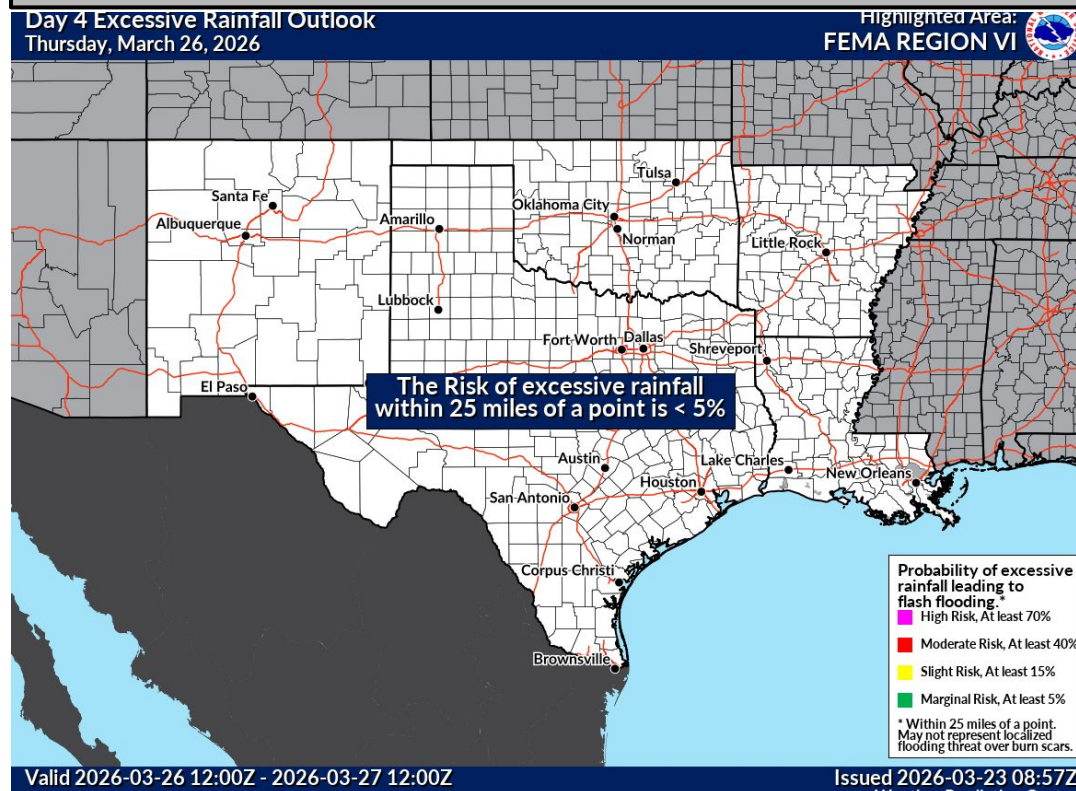 Day 4 Excessive Rainfall Outlook
Thursday, March 26, 2026
Highlighted Area:
FEMA REGION VI
Santa Fe
Albuquerque
Amarillo
Tulsa
Oklahoma City
Norman
Little Rock
Lubbock
Fort Worth
Dallas
Shreveport
El Paso
The Risk of excessive rainfall
within 25 miles of a point is < 5%
Austin
Lake Charles
Houston
New Orleans
San Antonio
Corpus Christi
Brownsville
Probability of excessive
rainfall leading to
flash flooding.*
High Risk, At least 70%
Moderate Risk, At least 40%
Slight Risk, At least 15%
Marginal Risk, At least 5%
* Within 25 miles of a point.
May not represent localized
flooding threat over burn scars.
Valid 2026-03-26 12:00Z - 2026-03-27 12:00Z
Issued 2026-03-23 08:57Z